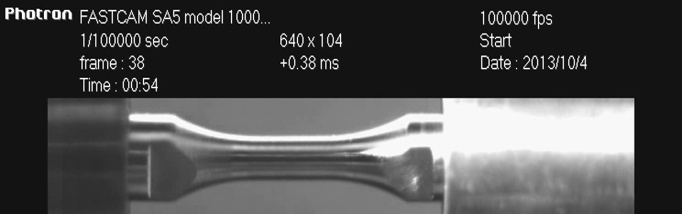 Photron
FASTCAM SA5 model 1000...
100000 fps
1/100000 sec
640 x 104
Start
frame : 38
+0.38 ms
Date : 2013/10/4
Time : 00:54